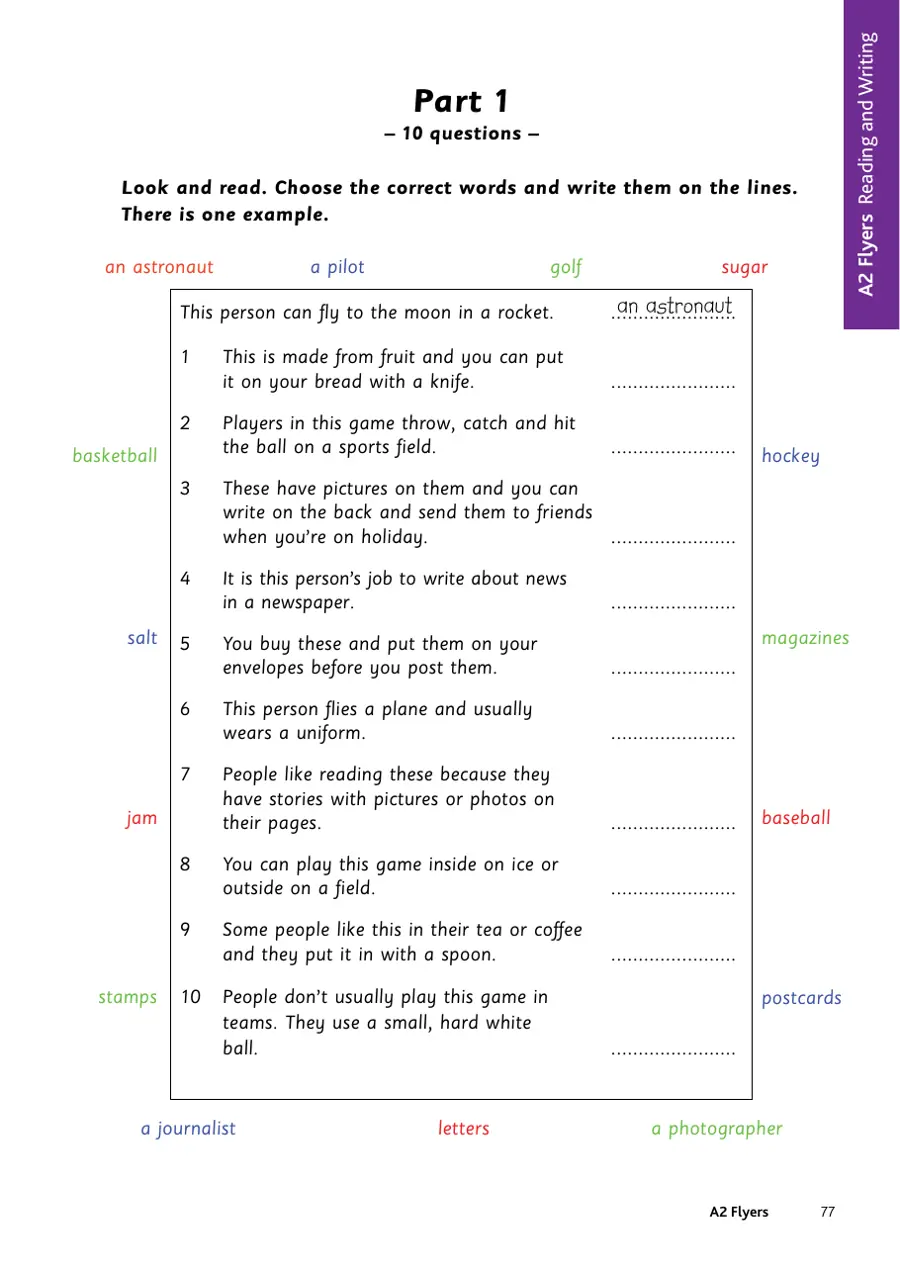 A2 Flyers Reading and Writing
Part 1
– 10 questions –
Look and read. Choose the correct words and write them on the lines.
There is one example.
an astronaut a pilot golf sugar
This person can fly to the moon in a rocket. an astronaut
1 This is made from fruit and you can put
it on your bread with a knife. .......................
2 Players in this game throw, catch and hit
the ball on a sports field. .......................
basketball
hockey
3 These have pictures on them and you can
write on the back and send them to friends
when you’re on holiday. .......................
4 It is this person’s job to write about news
in a newspaper. .......................
salt
magazines
5 You buy these and put them on your
envelopes before you post them. .......................
6 This person flies a plane and usually
wears a uniform. .......................
7 People like reading these because they
have stories with pictures or photos on
their pages. .......................
jam
baseball
8 You can play this game inside on ice or
outside on a field. .......................
9 Some people like this in their tea or coffee
and they put it in with a spoon. .......................
stamps
postcards
10 People don’t usually play this game in
teams. They use a small, hard white
ball. .......................
a journalist letters a photographer
A2 Flyers 77